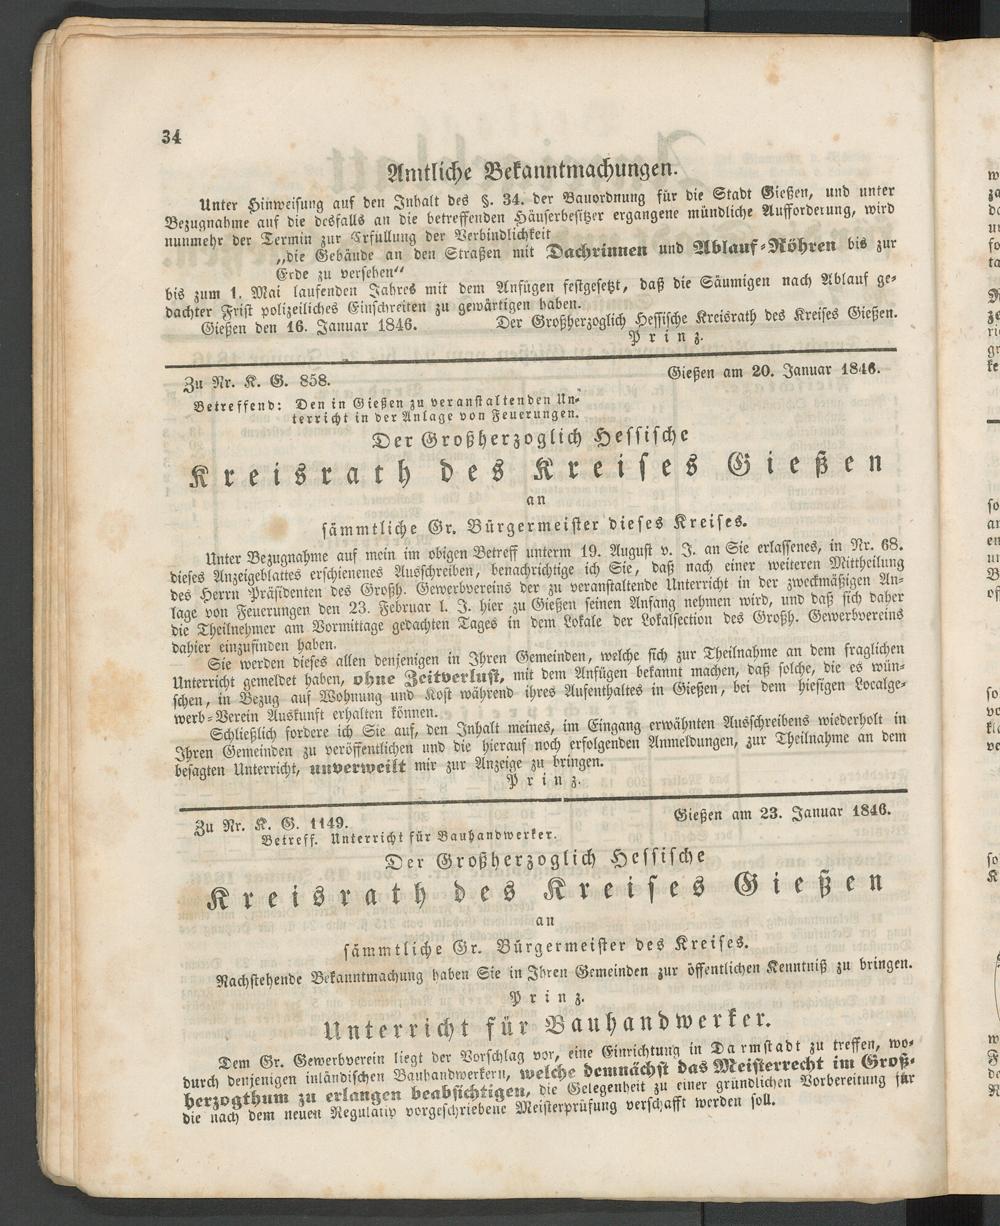 34
Amtliche Bekanntmachungen.
Unter Hinweisung auf den Inhalt des §. 34. der Bauordnung für die Stadt Gießen, und unter
Bezugnahme auf die desfalls an die betreffenden Häuserbesitzer ergangene mündliche Aufforderung, wird
nunmehr der Termin zur Erfüllung der Verbindlichkeit
„die Gebäude an den Straßen mit Dachrinnen und Ablauf-Röhren bis zur
Erde zu versehen“
bis zum 1. Mai laufenden Jahres mit dem Anfügen festgesetzt, daß die Säumigen nach Ablauf ge-
dachter Frist polizeiliches Einschreiten zu gewärtigen haben.
Gießen den 16. Januar 1846. Der Großherzoglich Hessische Kreisrath des Kreises Gießen.
Prinz.
Zu Nr. K. G. 858. Gießen am 20. Januar 1846.
Betreffend: Den in Gießen zu veranstaltenden Un-
terricht in der Anlage von Feuerungen.
Der Großherzoglich Hessische
Kreisrath des Kreises Gießen
an
sämmtliche Gr. Bürgermeister dieses Kreises.
Unter Bezugnahme auf mein im obigen Betreff unterm 19. August v. J. an Sie erlassenes, in Nr. 68.
dieses Anzeigeblattes erschienenes Ausschreiben, benachrichtige ich Sie, daß nach einer weiteren Mittheilung
des Herrn Präsidenten des Großh. Gewerbvereins der zu veranstaltende Unterricht in der zweckmäßigen An-
lage von Feuerungen den 23. Februar l. J. hier zu Gießen seinen Anfang nehmen wird, und daß sich daher
die Theilnehmer am Vormittage gedachten Tages in dem Lokale der Lokalsection des Großh. Gewerbvereins
dahier einzufinden haben.
Sie werden dieses allen denjenigen in Ihren Gemeinden, welche sich zur Theilnahme an dem fraglichen
Unterricht gemeldet haben, ohne Zeitverlust, mit dem Anfügen bekannt machen, daß solche, die es wün-
schen, in Bezug auf Wohnung und Kost während ihres Aufenthaltes in Gießen, bei dem hiesigen Localge-
werb-Verein Auskunft erhalten können.
Schließlich fordere ich Sie auf, den Inhalt meines, im Eingang erwähnten Ausschreibens wiederholt in
Ihren Gemeinden zu veröffentlichen und die hierauf noch erfolgenden Anmeldungen, zur Theilnahme an dem
besagten Unterricht, unverweilt mir zur Anzeige zu bringen.
Prinz.
Zu Nr. K. G. 1149. Gießen am 23. Januar 1846.
Betreff. Unterricht für Bauhandwerker.
Der Großherzoglich Hessische
Kreisrath des Kreises Gießen
an
sämmtliche Gr. Bürgermeister des Kreises.
Nachstehende Bekanntmachung haben Sie in Ihren Gemeinden zur öffentlichen Kenntniß zu bringen.
Prinz.
Unterricht für Bauhandwerker.
Dem Gr. Gewerbverein liegt der Vorschlag vor, eine Einrichtung in Darmstadt zu treffen, wo-
durch denjenigen inländischen Bauhandwerkern, welche demnächst das Meisterrecht im Groß-
herzogthum zu erlangen beabsichtigen, die Gelegenheit zu einer gründlichen Vorbereitung für
die nach dem neuen Regulativ vorgeschriebene Meisterprüfung verschafft werden soll.